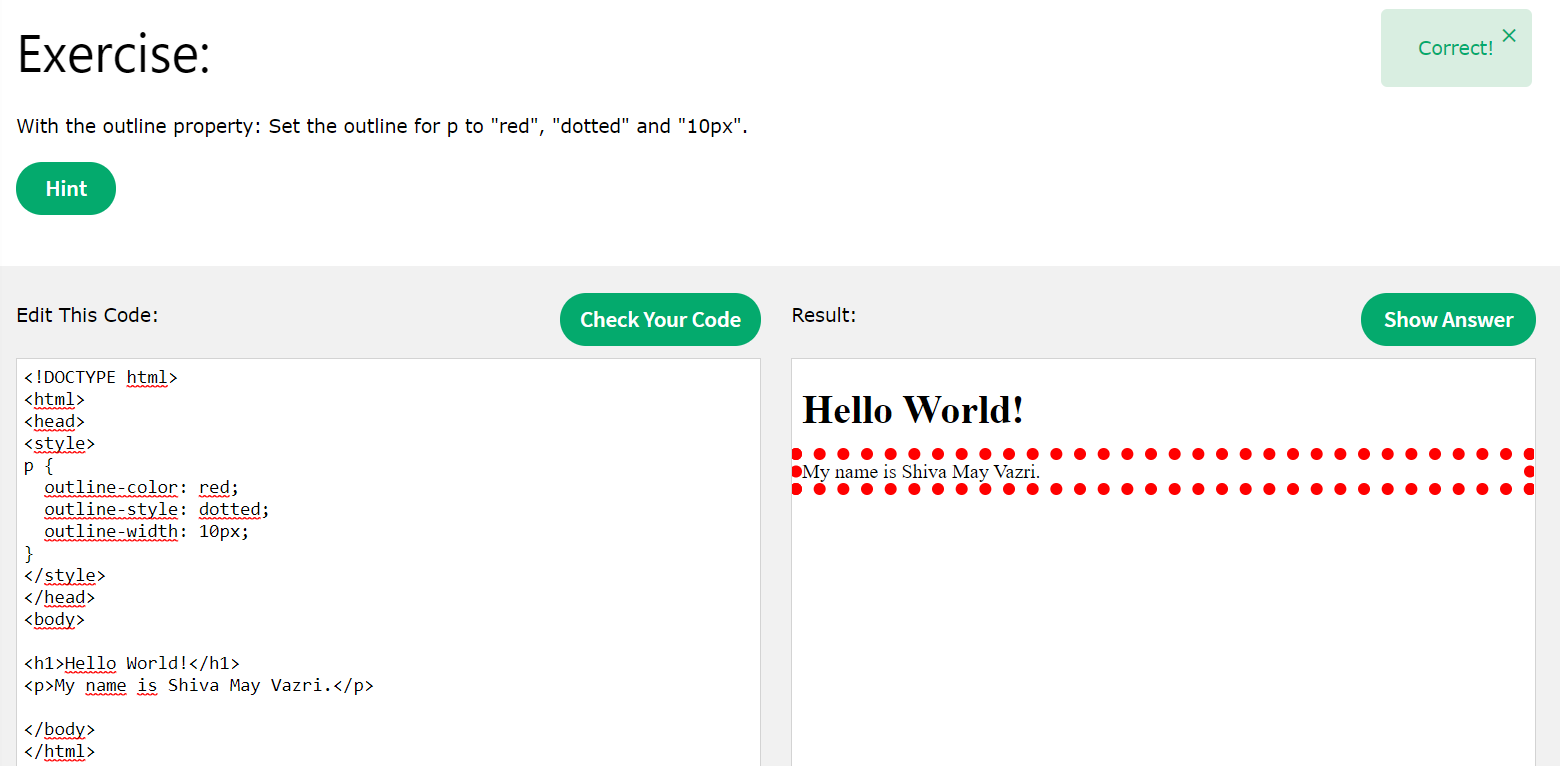 Exercise:
Correct!
With the outline property: Set the outline for p to "red", "dotted" and "10px".
Hint
Edit This Code:
Check Your Code
Result:
Show Answer
<!DOCTYPE html>
<html>
<head>
<style>
p {
  outline-color: red;
  outline-style: dotted;
  outline-width: 10px;
}
</style>
</head>
<body>
<h1>Hello World!</h1>
<p>My name is Shiva May Vazri.</p>
</body>
</html>
Hello World!
My name is Shiva May Vazri.